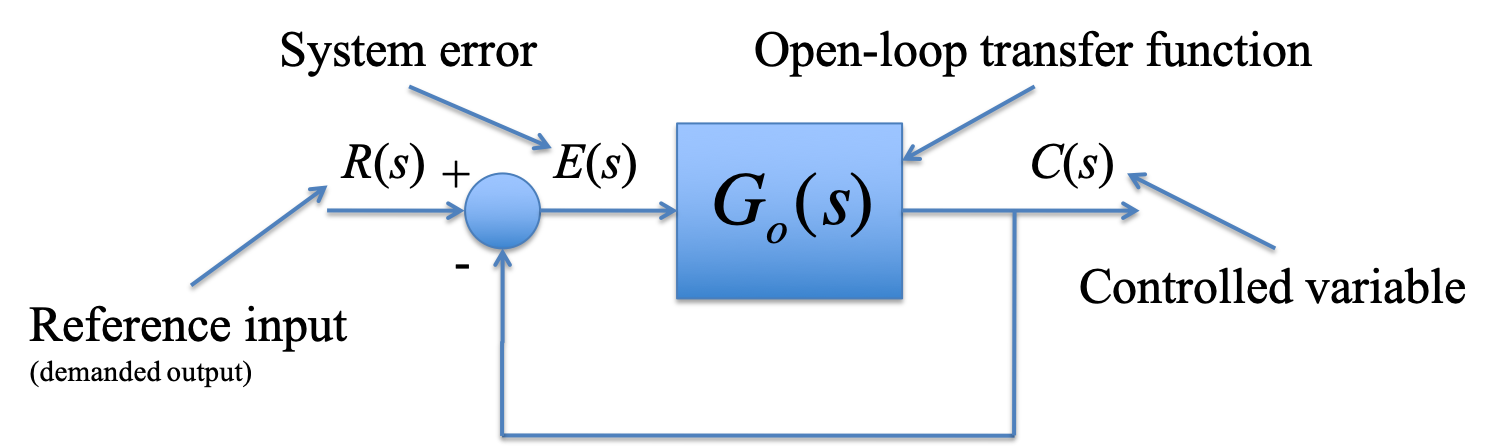 System error
Open-loop transfer function
R(s)
+
E(s)
G_o(s)
C(s)
-
Reference input
(demanded output)
Controlled variable